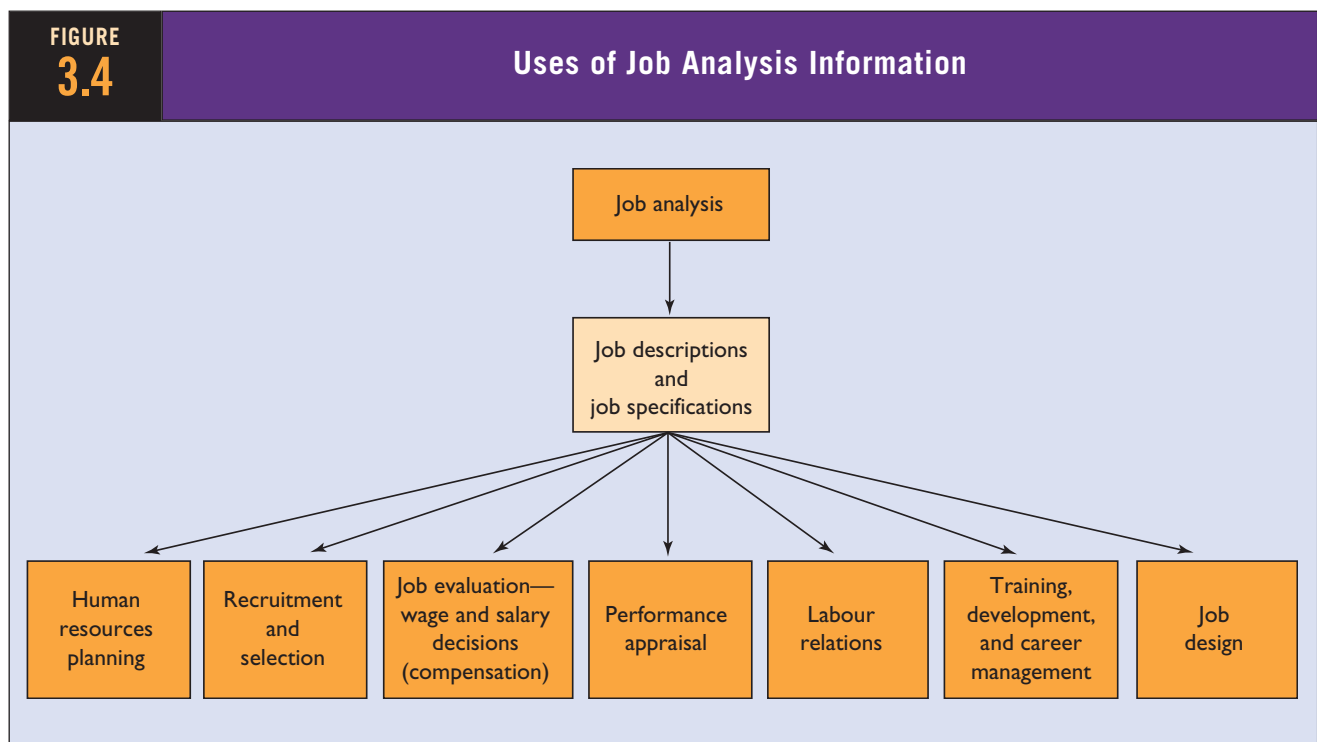 FIGURE
3.4
Uses of Job Analysis Information
Job analysis
Job descriptions
and
job specifications
Human
resources
planning
Recruitment
and
selection
Job evaluation—
wage and salary
decisions
(compensation)
Performance
appraisal
Labour
relations
Training,
development,
and career
management
Job
design